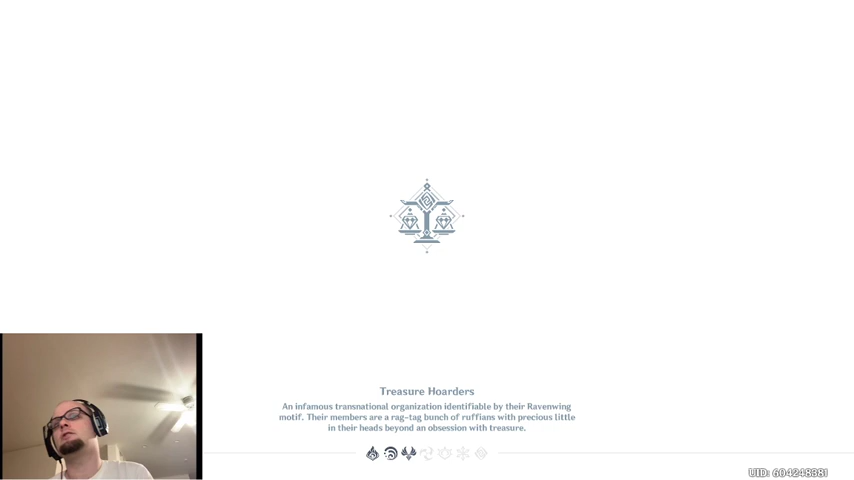 Treasure Hoarders
An infamous transnational organization identifiable by their Ravenwing
motif. Their members are a rag-tag bunch of ruffians with precious little
in their heads beyond an obsession with treasure.
UID: 604248381